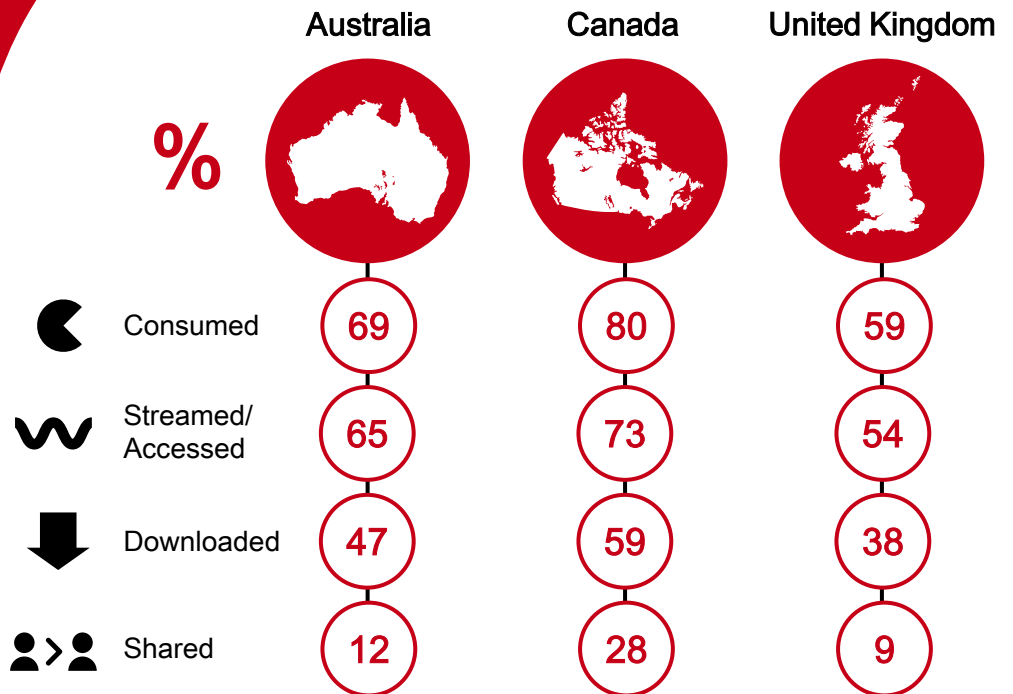 Australia Canada United Kingdom
%
Consumed 69 80 59
Streamed/
Accessed 65 73 54
Downloaded 47 59 38
Shared 12 28 9